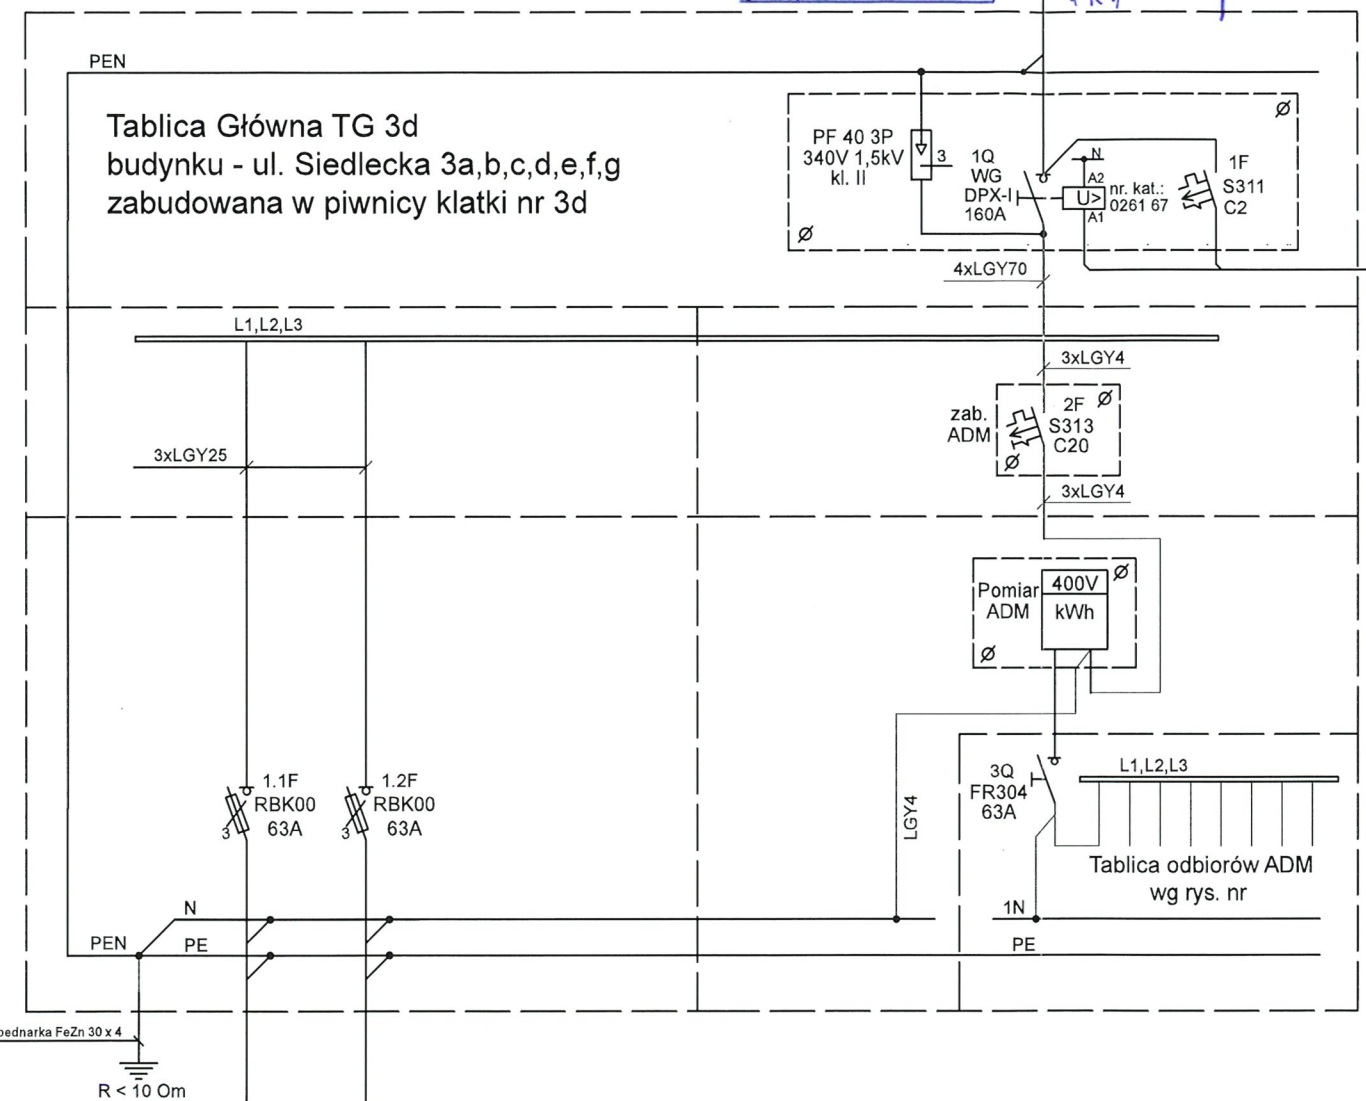 PEN
Tablica Główna TG 3d
budynku - ul. Siedlecka 3a,b,c,d,e,f,g
zabudowana w piwnicy klatki nr 3d
PF 40 3P
340V 1,5kV
kl. II
3
1Q
WG
DPX-I
160A
N
A2
U>
A1
nr. kat.:
0261 67
1F
S311
C2
4xLGY70
L1,L2,L3
3xLGY4
zab.
ADM
2F
S313
C20
3xLGY25
3xLGY4
Pomiar
ADM
400V
kWh
1.1F
RBK00
63A
3
1.2F
RBK00
63A
3
LGY4
3Q
FR304
63A
L1,L2,L3
Tablica odbiorów ADM
wg rys. nr
N
1N
PEN
PE
PE
bednarka FeZn 30 x 4
R < 10 Om